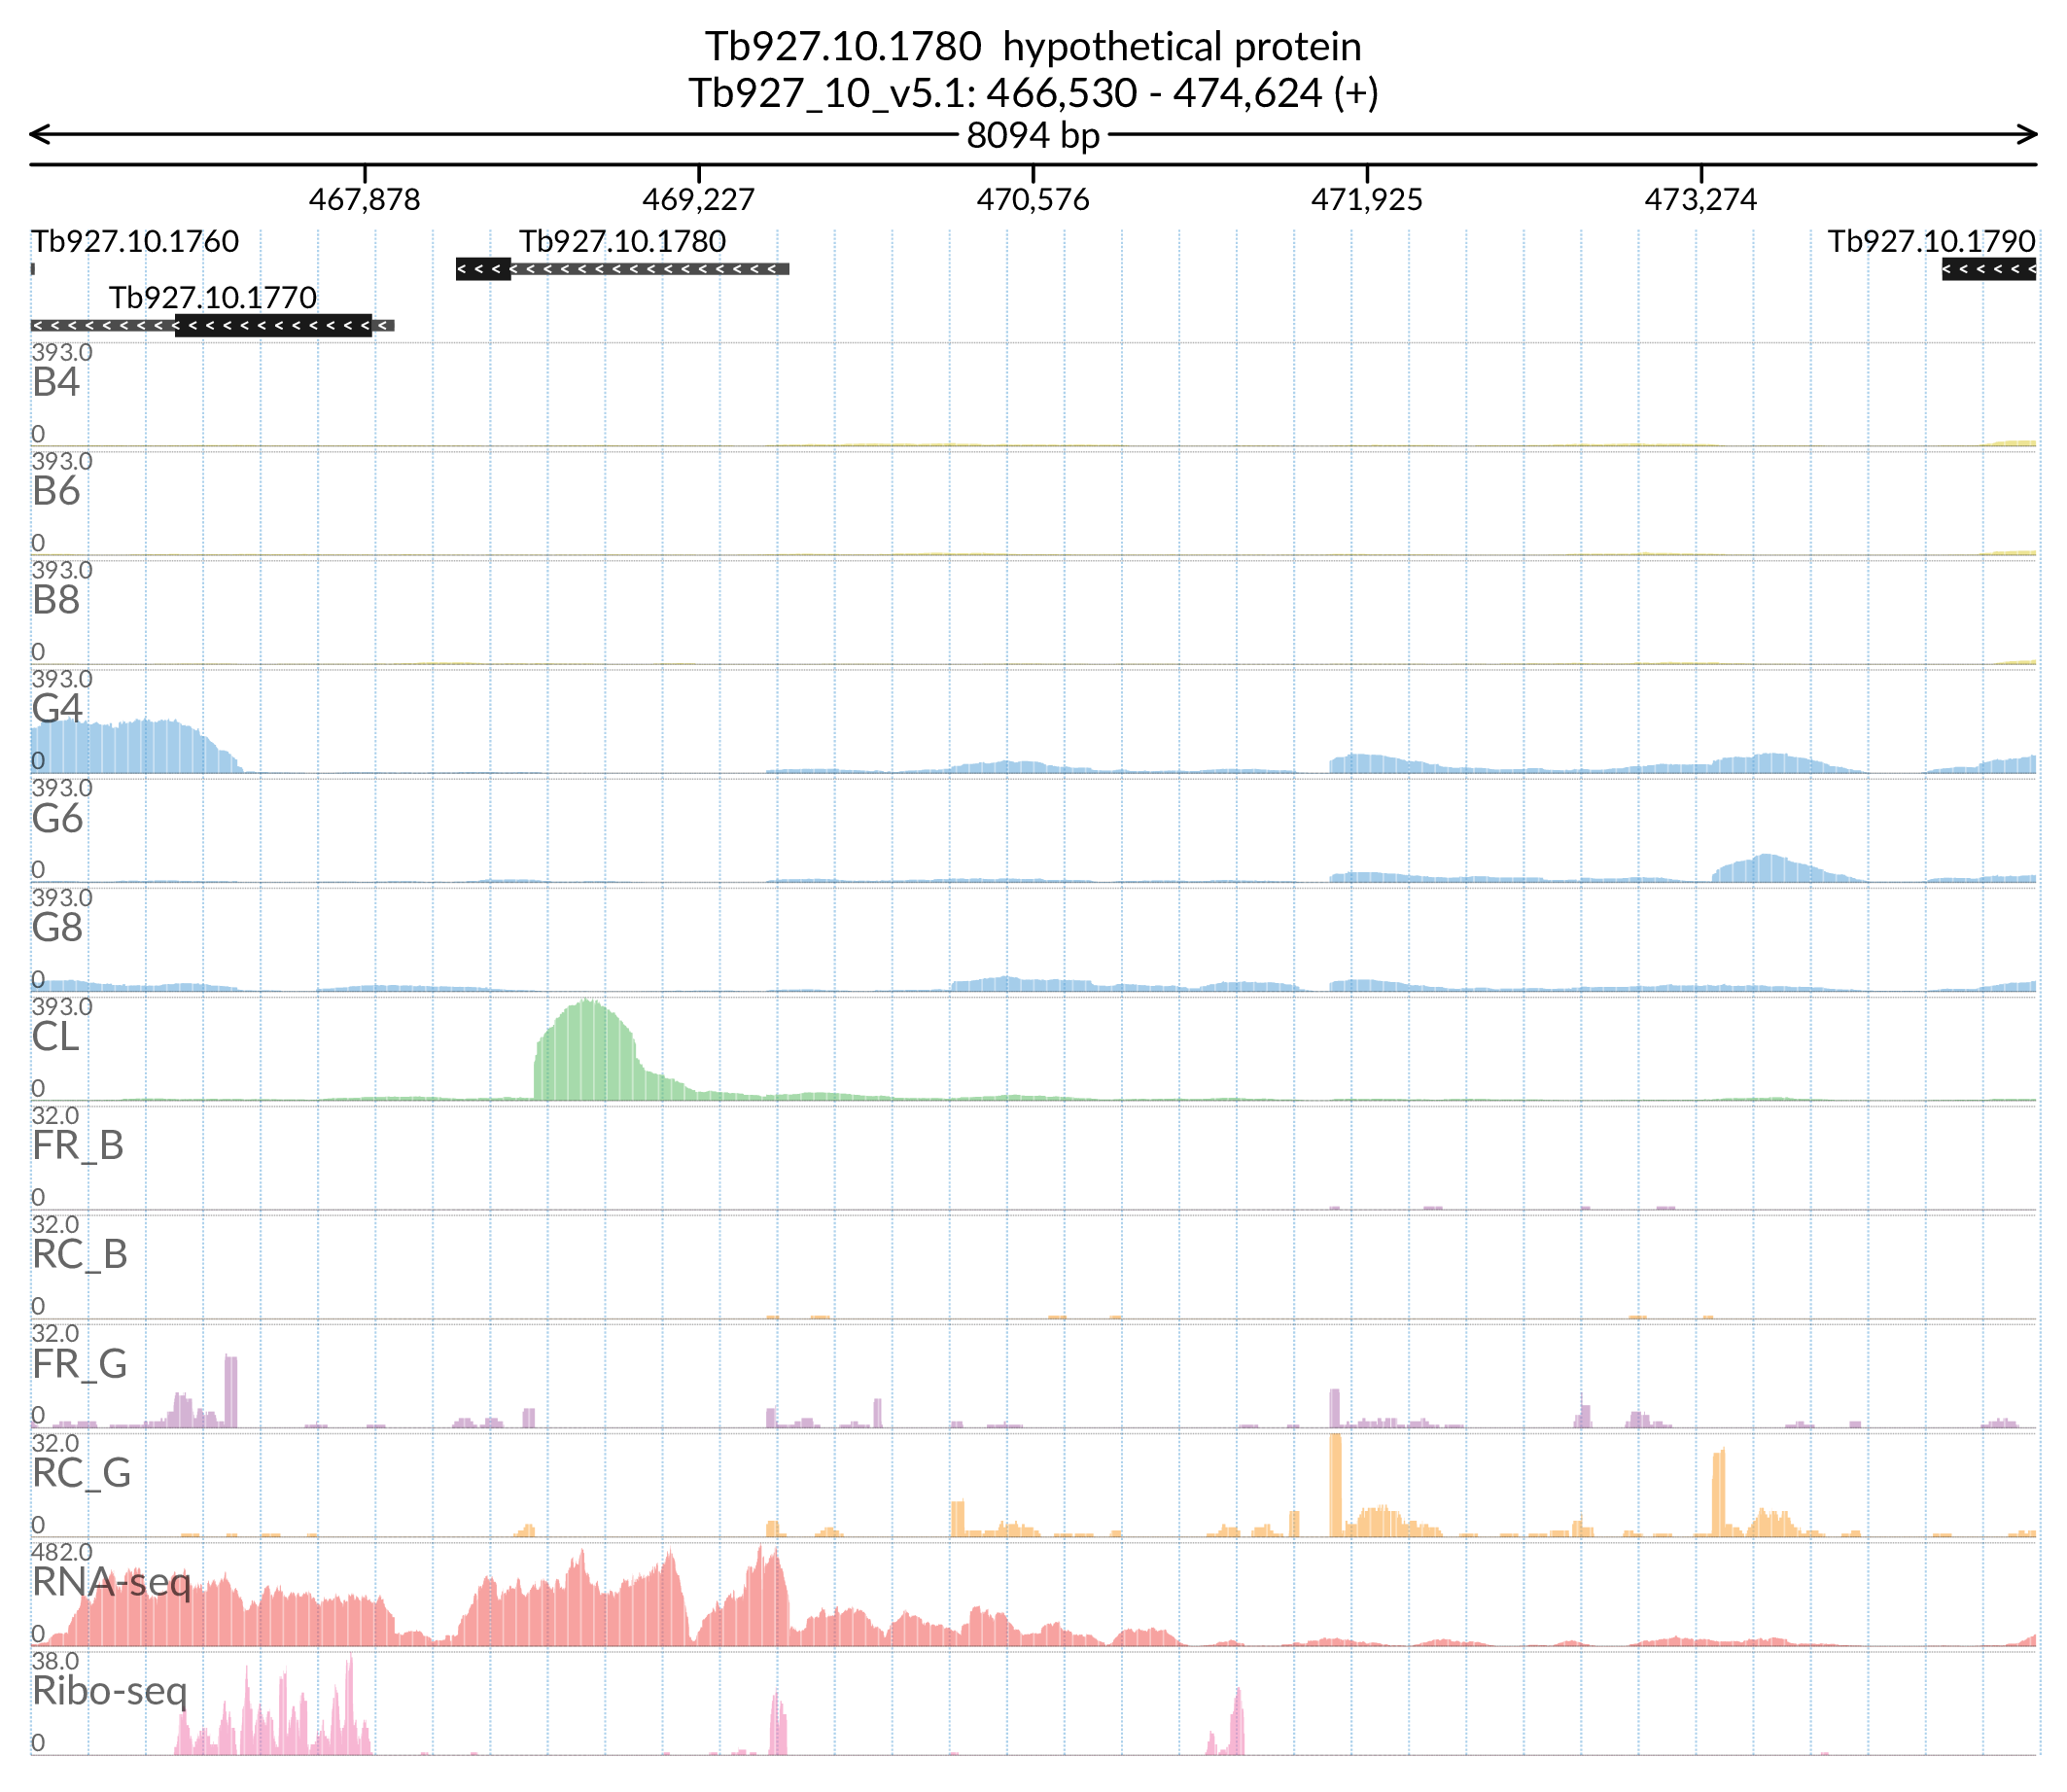 Tb927.10.1780 hypothetical protein
Tb927_10_v5.1: 466,530 - 474,624 (+)
8094 bp
467,878 469,227 470,576 471,925 473,274
Tb927.10.1760 Tb927.10.1780 Tb927.10.1790
Tb927.10.1770
393.0
B4
0
393.0
B6
0
393.0
B8
0
393.0
G4
0
393.0
G6
0
393.0
G8
0
393.0
CL
0
32.0
FR_B
0
32.0
RC_B
0
32.0
FR_G
0
32.0
RC_G
0
482.0
RNA-seq
0
38.0
Ribo-seq
0